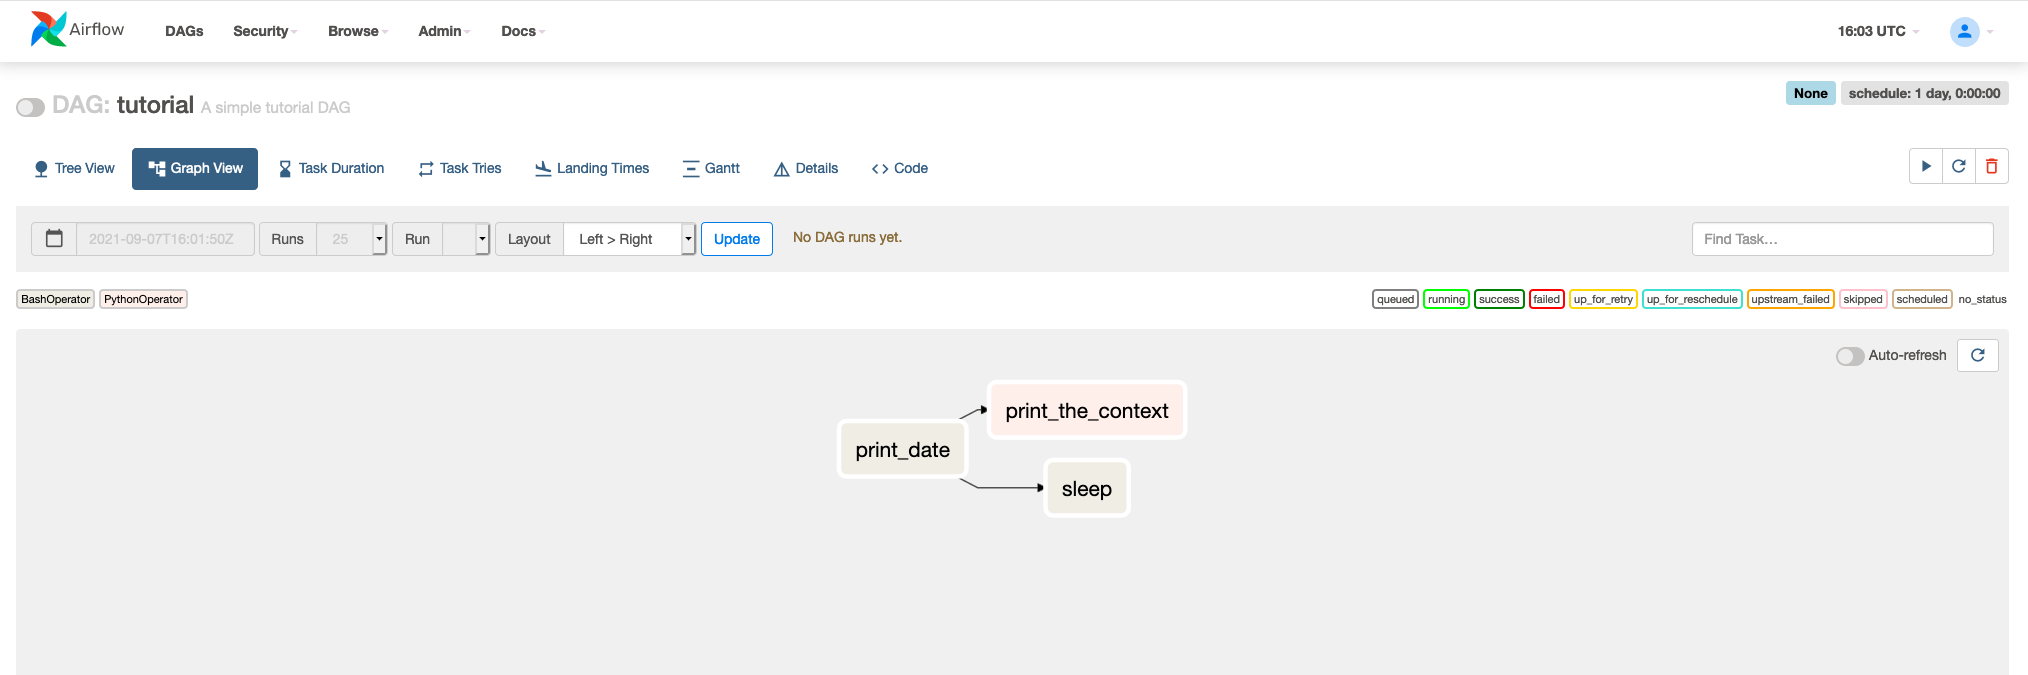 Airflow DAGs Security Browse Admin Docs 16:03 UTC
DAG: tutorial A simple tutorial DAG None schedule: 1 day, 0:00:00
Tree View Graph View Task Duration Task Tries Landing Times Gantt Details Code
2021-09-07T16:01:50Z Runs 25 Run Layout Left > Right Update No DAG runs yet. Find Task...
BashOperator PythonOperator queued running success failed up_for_retry up_for_reschedule upstream_failed skipped scheduled no_status
Auto-refresh
print_the_context
print_date
sleep